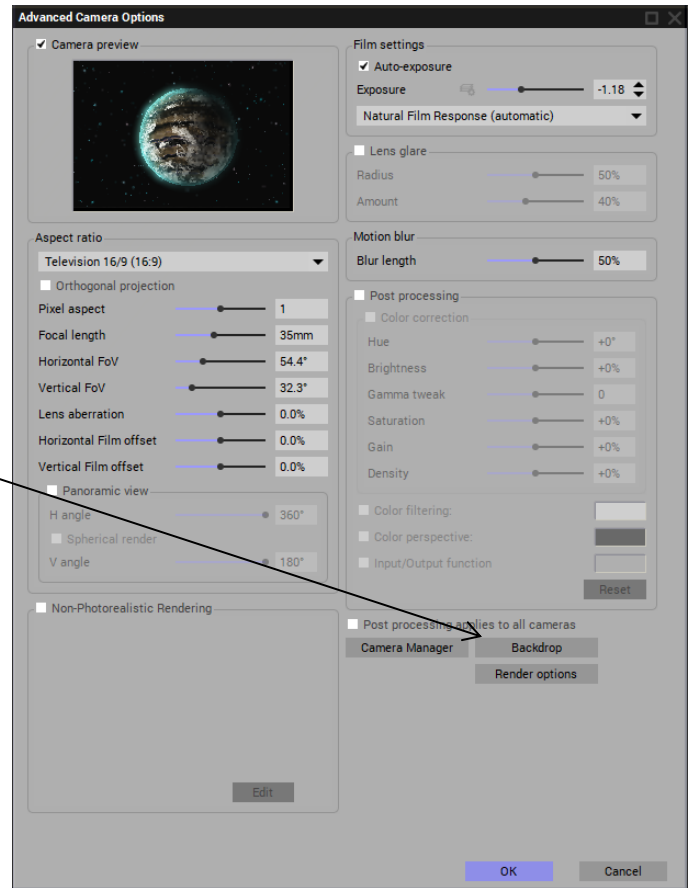 Advanced Camera Options
Camera preview
Aspect ratio
Television 16/9 (16:9)
Orthogonal projection
Pixel aspect 1
Focal length 35mm
Horizontal FoV 54.4°
Vertical FoV 32.3°
Lens aberration 0.0%
Horizontal Film offset 0.0%
Vertical Film offset 0.0%
Panoramic view
H angle 360°
Spherical render
V angle 180°
Non-Photorealistic Rendering
Edit
Film settings
Auto-exposure
Exposure -1.18
Natural Film Response (automatic)
Lens glare
Radius 50%
Amount 40%
Motion blur
Blur length 50%
Post processing
Color correction
Hue +0°
Brightness +0%
Gamma tweak 0
Saturation +0%
Gain +0%
Density +0%
Color filtering:
Color perspective:
Input/Output function
Reset
Post processing applies to all cameras
Camera Manager Backdrop
Render options
OK Cancel